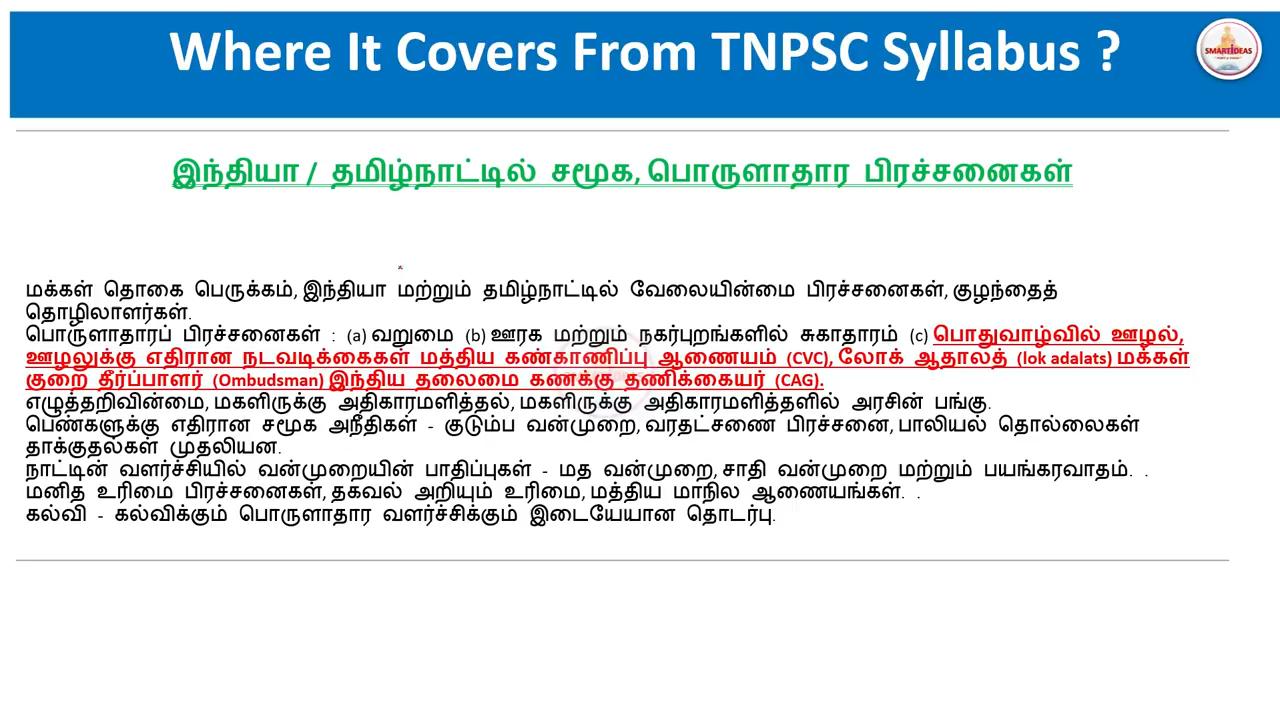 Where It Covers From TNPSC Syllabus ?
SMART IDEAS
இந்தியா / தமிழ்நாட்டில் சமூக, பொருளாதார பிரச்சனைகள்
மக்கள் தொகை பெருக்கம், இந்தியா மற்றும் தமிழ்நாட்டில் வேலையின்மை பிரச்சனைகள், குழந்தைத்
தொழிலாளர்கள்.
பொருளாதாரப் பிரச்சனைகள் : (a) வறுமை (b) ஊரக மற்றும் நகர்புறங்களில் சுகாதாரம் (c) பொதுவாழ்வில் ஊழல்,
ஊழலுக்கு எதிரான நடவடிக்கைகள் மத்திய கண்காணிப்பு ஆணையம் (CVC), லோக் ஆதாலத் (lok adalats) மக்கள்
குறை தீர்ப்பாளர் (Ombudsman) இந்திய தலைமை கணக்கு தணிக்கையர் (CAG).
எழுத்தறிவின்மை, மகளிருக்கு அதிகாரமளித்தல், மகளிருக்கு அதிகாரமளித்தளில் அரசின் பங்கு.
பெண்களுக்கு எதிரான சமூக அநீதிகள் - குடும்ப வன்முறை, வரதட்சணை பிரச்சனை, பாலியல் தொல்லைகள்
தாக்குதல்கள் முதலியன.
நாட்டின் வளர்ச்சியில் வன்முறையின் பாதிப்புகள் - மத வன்முறை, சாதி வன்முறை மற்றும் பயங்கரவாதம். .
மனித உரிமை பிரச்சனைகள், தகவல் அறியும் உரிமை, மத்திய மாநில ஆணையங்கள். .
கல்வி - கல்விக்கும் பொருளாதார வளர்ச்சிக்கும் இடையேயான தொடர்பு.